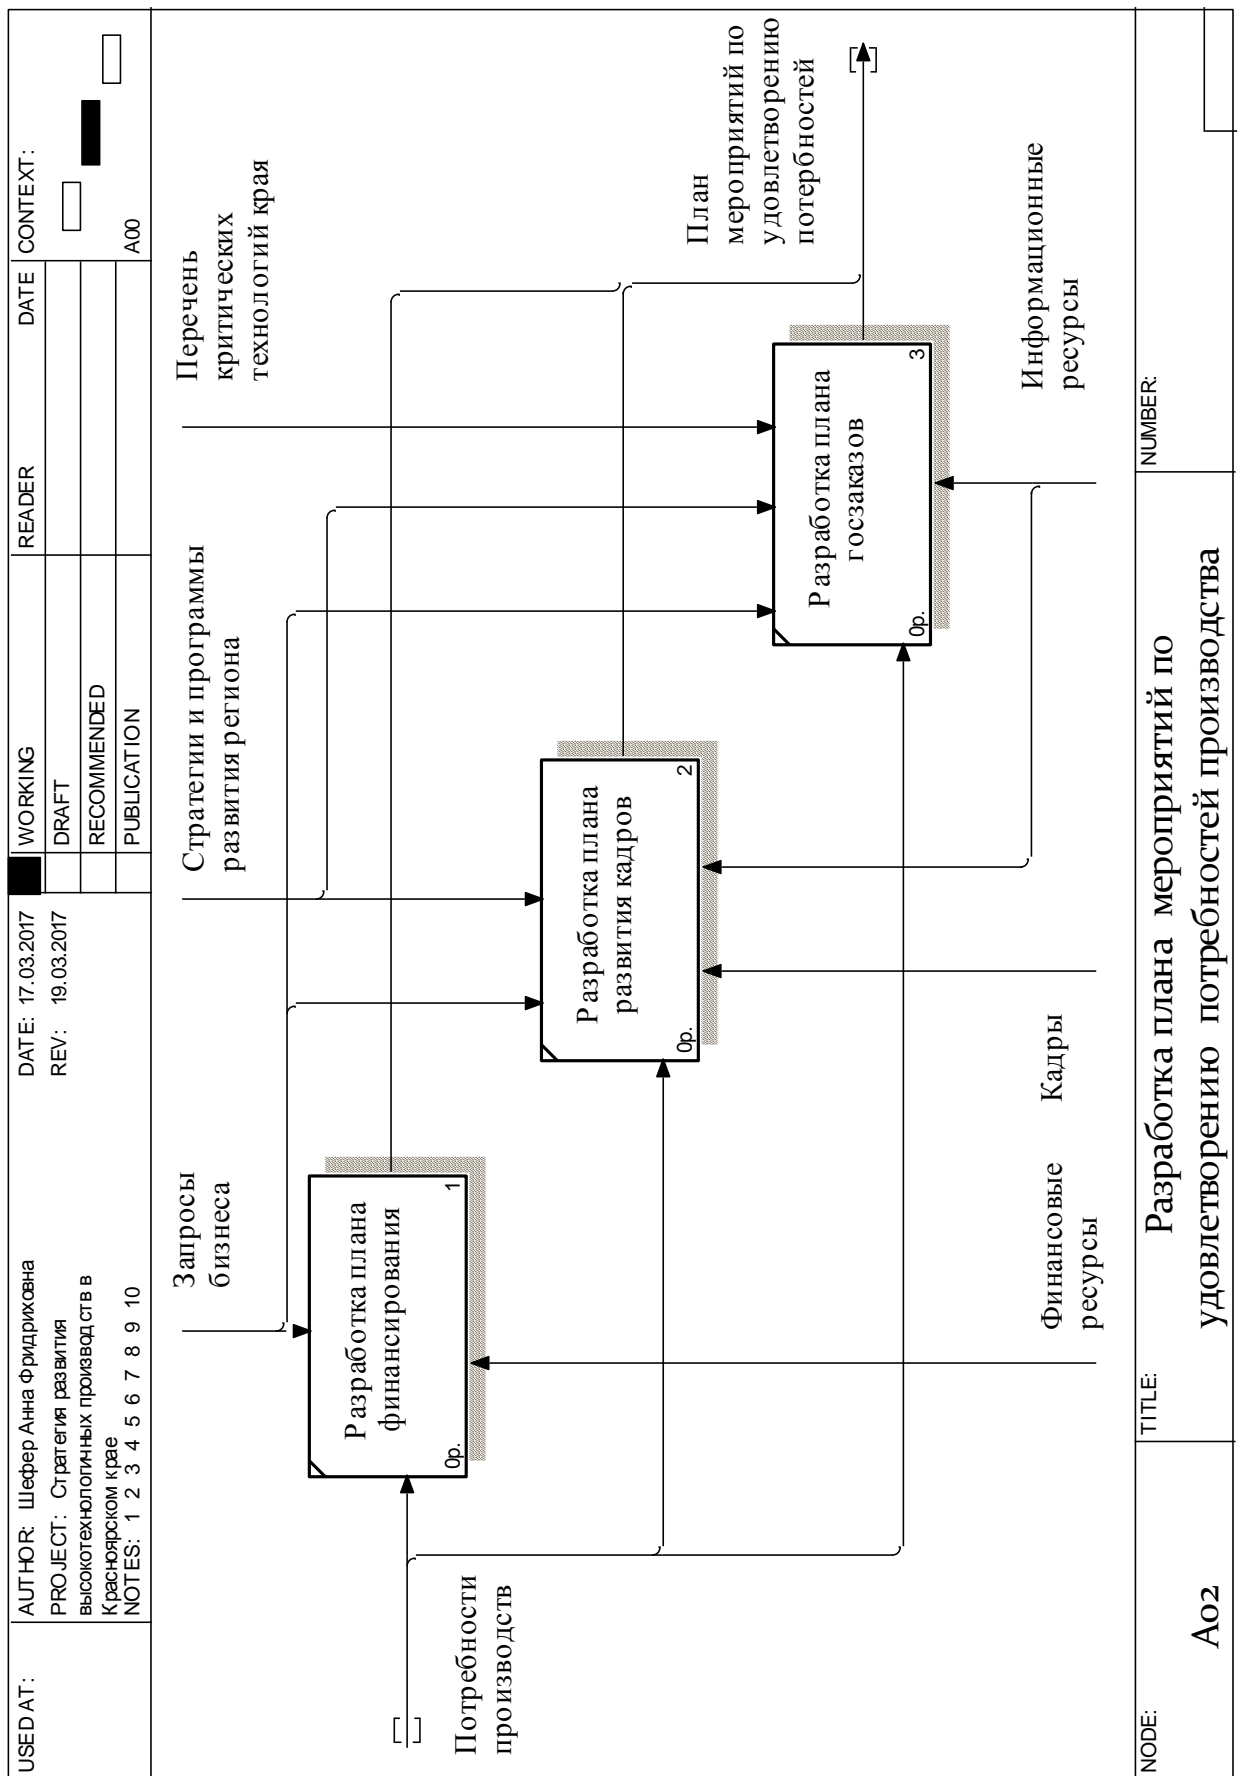 USED AT:
AUTHOR: Шефер Анна Фридриховна
PROJECT: Стратегия развития
высокотехнологичных производств в
Красноярском крае
NOTES: 1 2 3 4 5 6 7 8 9 10
DATE: 17.03.2017
REV: 19.03.2017
WORKING
DRAFT
RECOMMENDED
PUBLICATION
READER
DATE
CONTEXT:
A00
Запросы
бизнеса
Стратегии и программы
развития региона
Перечень
критических
технологий края
Разработка плана
финансирования
0р.
1
Разработка плана
развития кадров
0р.
2
Разработка плана
госзаказов
0р.
3
План
мероприятий по
удовлетворению
потербностей
Потребности
производств
Финансовые
ресурсы
Кадры
Информационные
ресурсы
NODE:
A02
TITLE:
Разработка плана мероприятий по
удовлетворению потребностей производства
NUMBER: